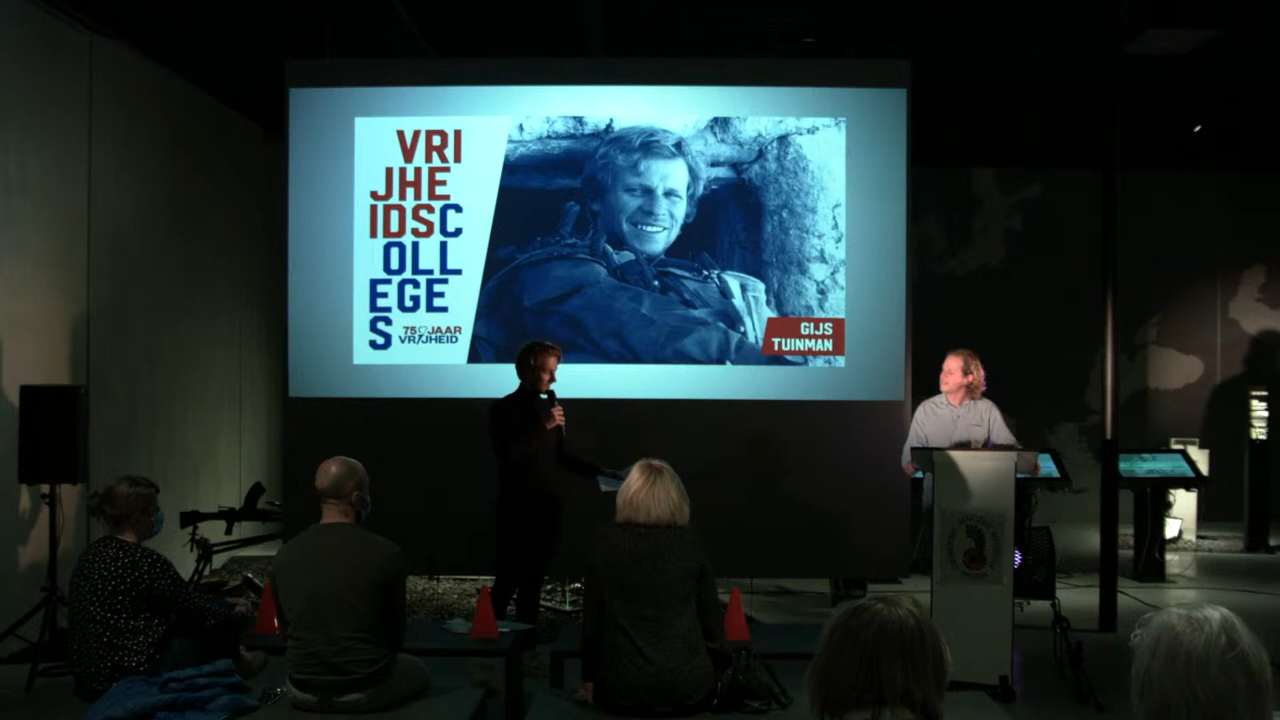 VRI
JHE
IDSC
OLL
EGE
S
75 JAAR
VRIJHEID
GIJS
TUINMAN